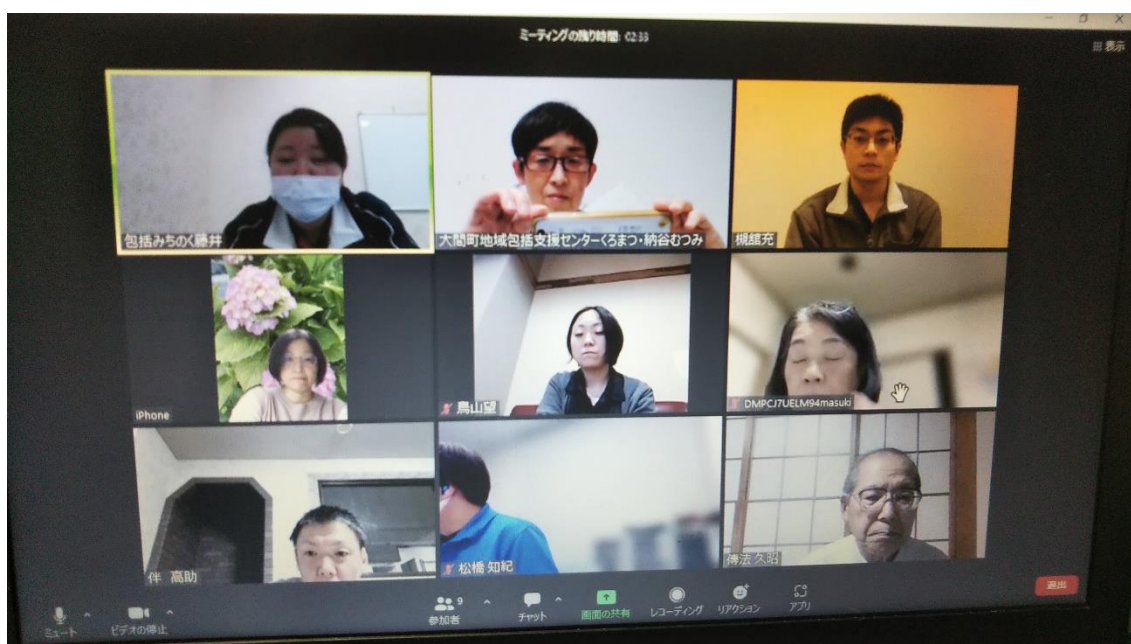 ミーティングの残り時間: 02:33
表示
包括みちのく藤井
大間町地域包括支援センターくろまつ・納谷むつみ
槻舘充
iPhone
鳥山望
DMPCJ7UELM94masuki
伴 高助
松橋 知紀
傳法 久昭
ミュート
ビデオの停止
9
参加者
チャット
画面の共有
レコーディング
リアクション
アプリ
退出